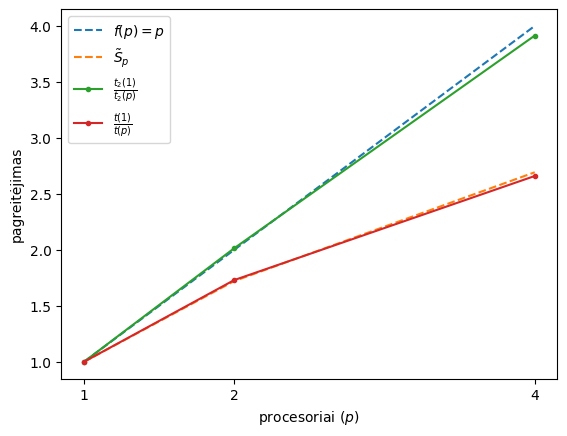 4.0
3.5
3.0
2.5
2.0
1.5
1.0
pagreitėjimas
f(p) = p
S̃_p
t₂(1)/t₂(p)
t(1)/t(p)
1 2 4
procesoriai (p)